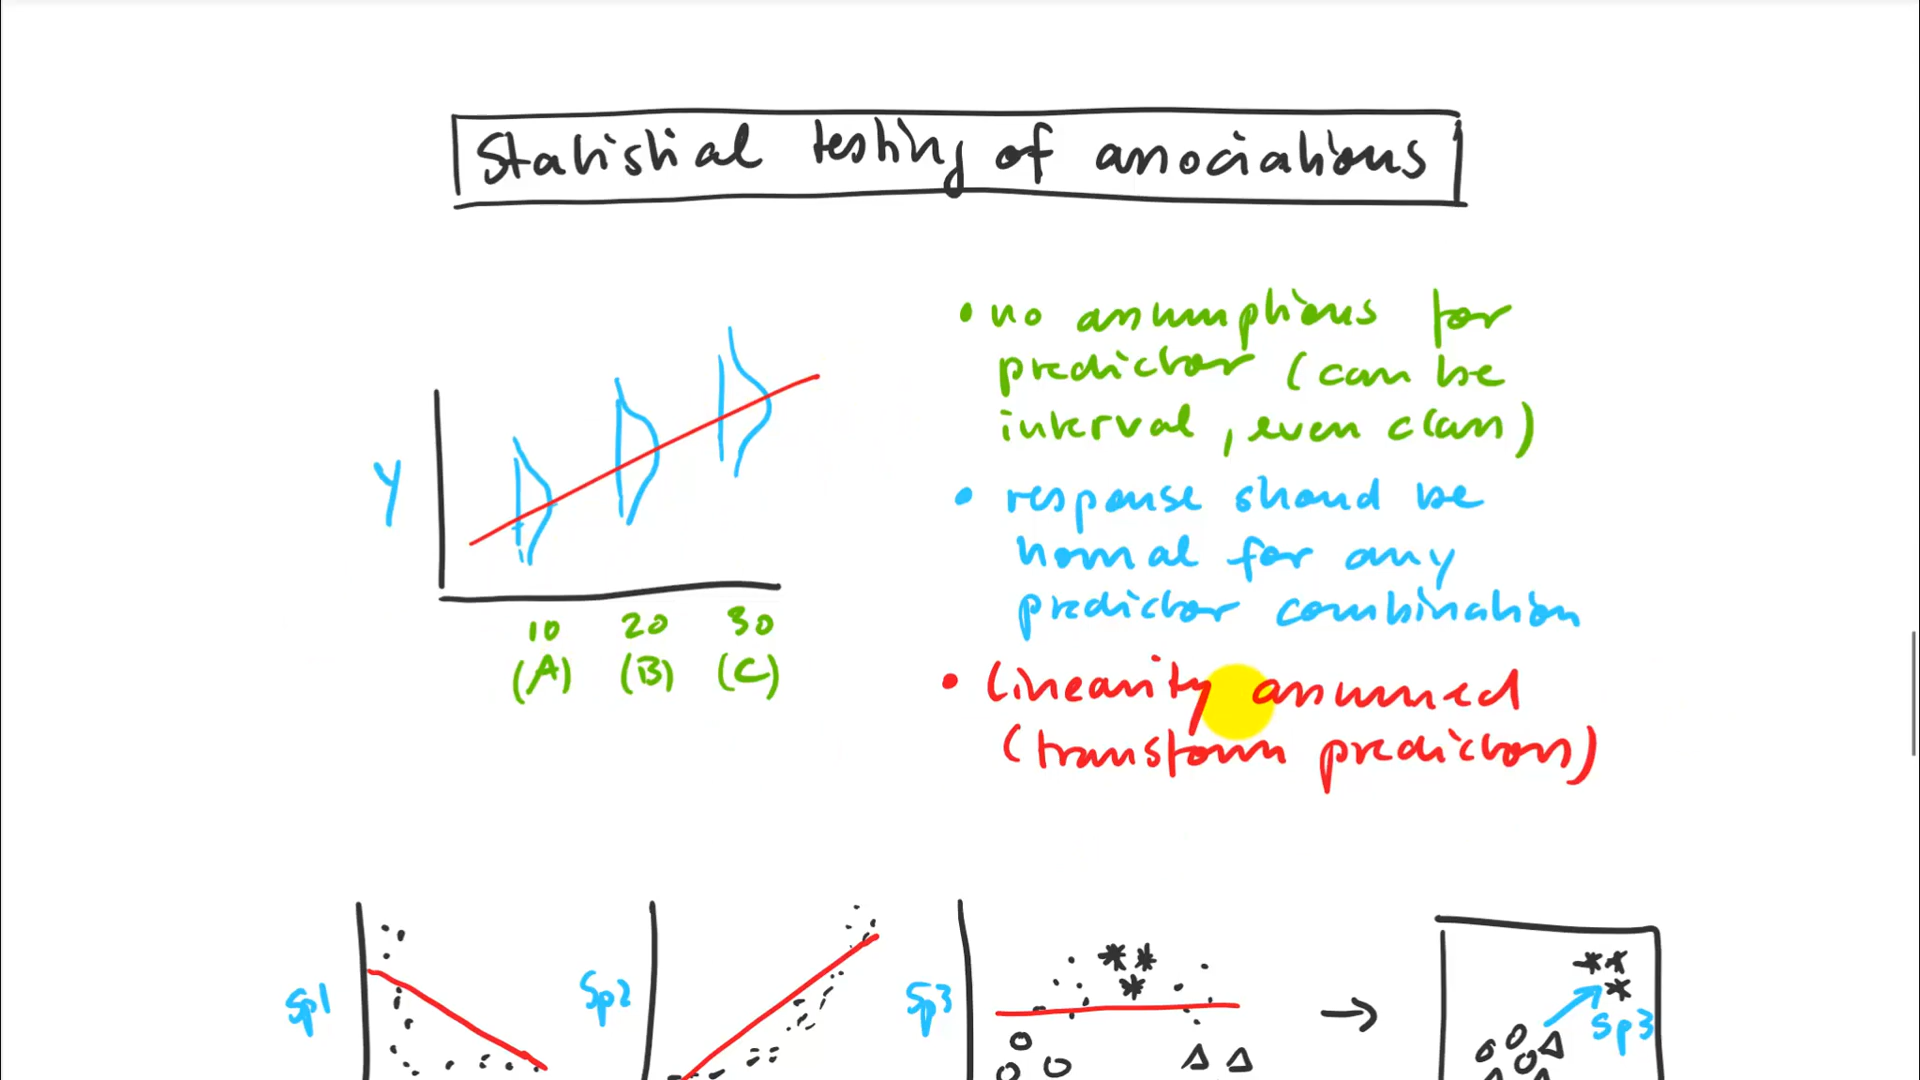 Statistical testing of associations
• no assumptions for
predictor (can be
interval, even class)
• response should be
normal for any
predictor combination
• linearity assumed
(transform predictors)
Y
10 20 30
(A) (B) (C)
Sp1 Sp2 Sp3 → Sp3